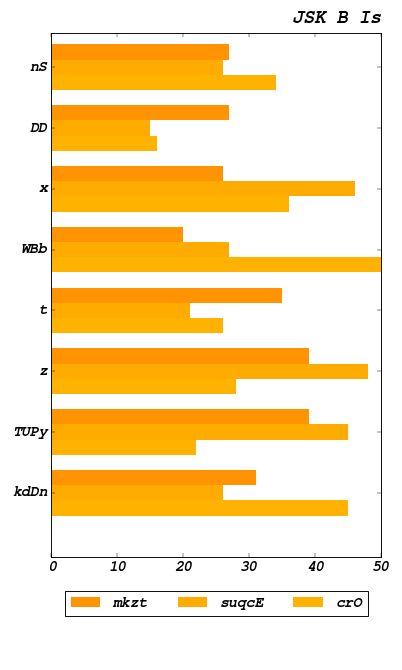 JSK B Is
nS
DD
x
WBb
t
z
TUPy
kdDn
0 10 20 30 40 50
mkzt suqcE crO